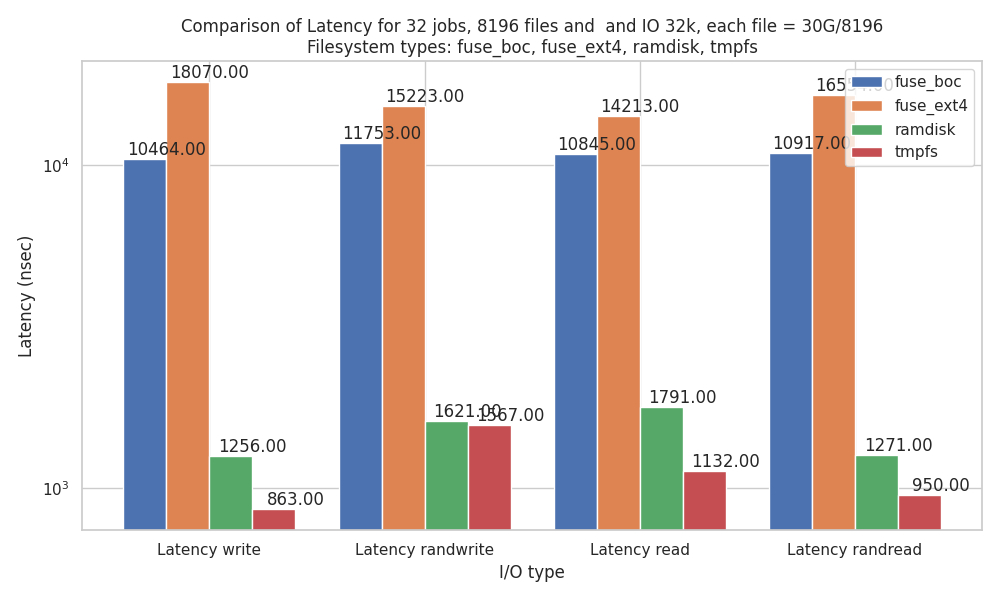 Comparison of Latency for 32 jobs, 8196 files and  and IO 32k, each file = 30G/8196
Filesystem types: fuse_boc, fuse_ext4, ramdisk, tmpfs
Latency (nsec)
10⁴
10³
10464.00
18070.00
1256.00
863.00
11753.00
15223.00
1621.00
1567.00
10845.00
14213.00
1791.00
1132.00
10917.00
1271.00
950.00
fuse_boc
fuse_ext4
ramdisk
tmpfs
Latency write
Latency randwrite
Latency read
Latency randread
I/O type